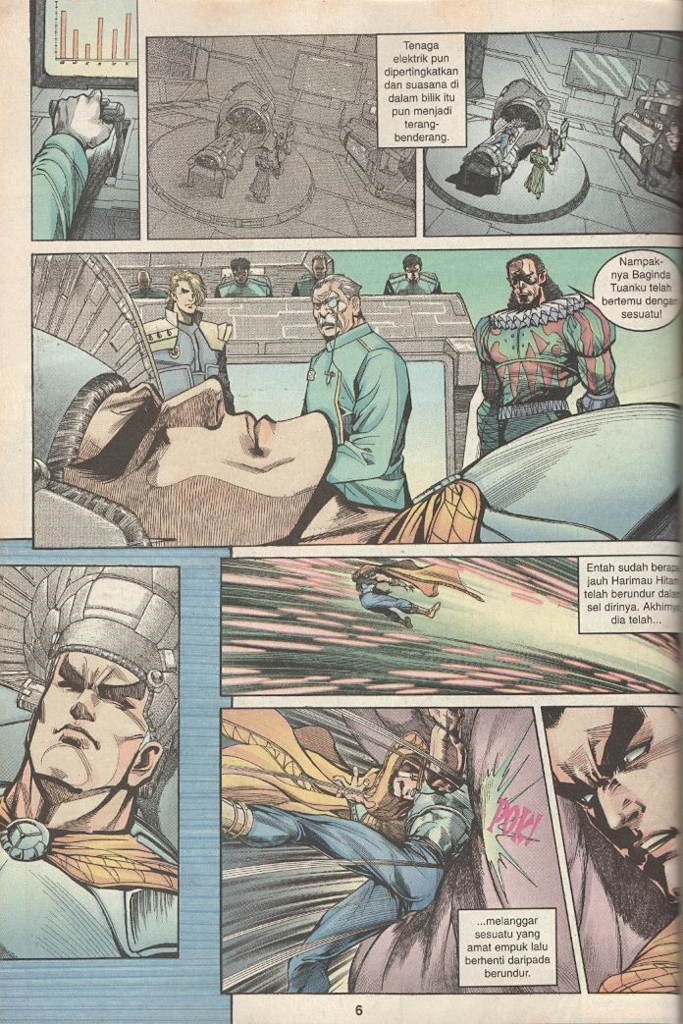 Tenaga
elektrik pun
dipertingkatkan
dan suasana di
dalam bilik itu
pun menjadi
terang-
benderang.
Nampak-
nya Baginda
Tuanku telah
bertemu dengan
sesuatu!
Entah sudah berapa
jauh Harimau Hitam
telah berundur dalam
sel dirinya. Akhirnya
dia telah...
POW!
...melanggar
sesuatu yang
amat empuk lalu
berhenti daripada
berundur.
6